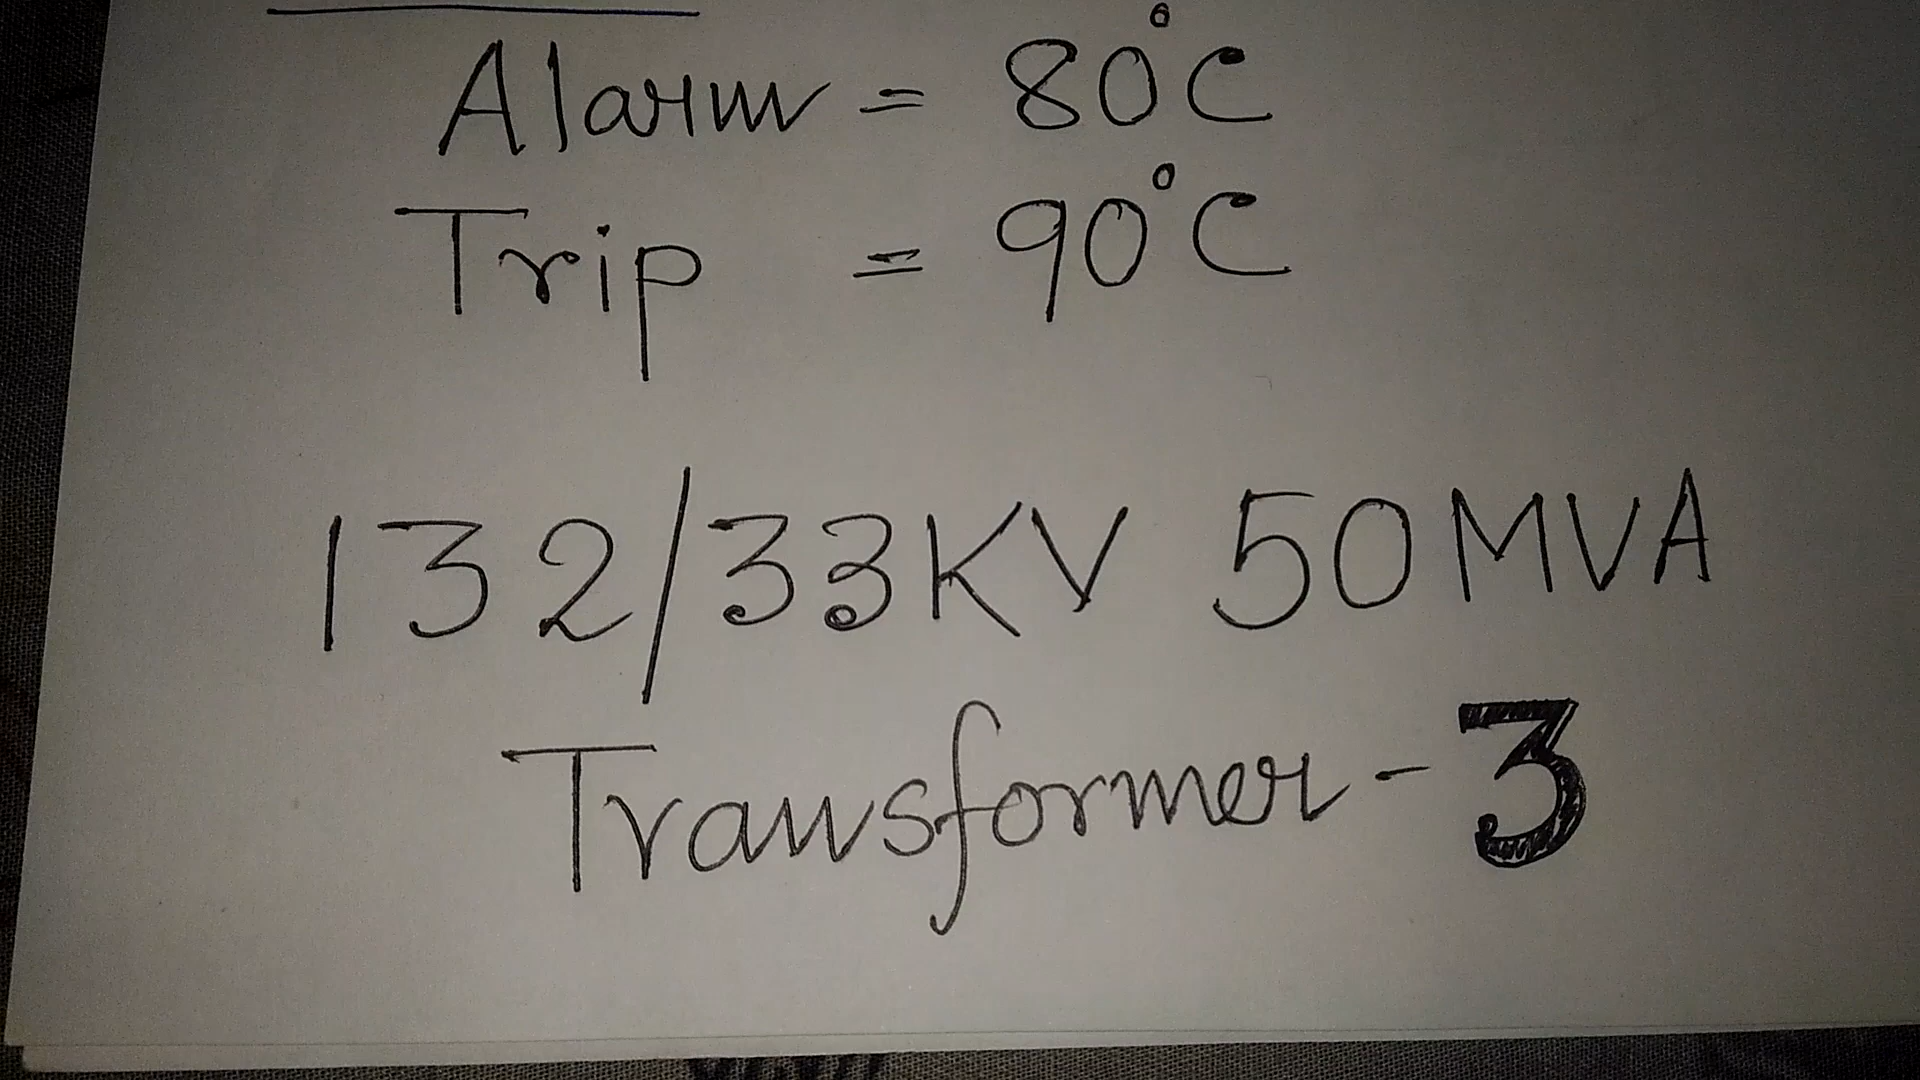 Alarm = 80°C
Trip = 90°C
132/33KV 50MVA
Transformer-3